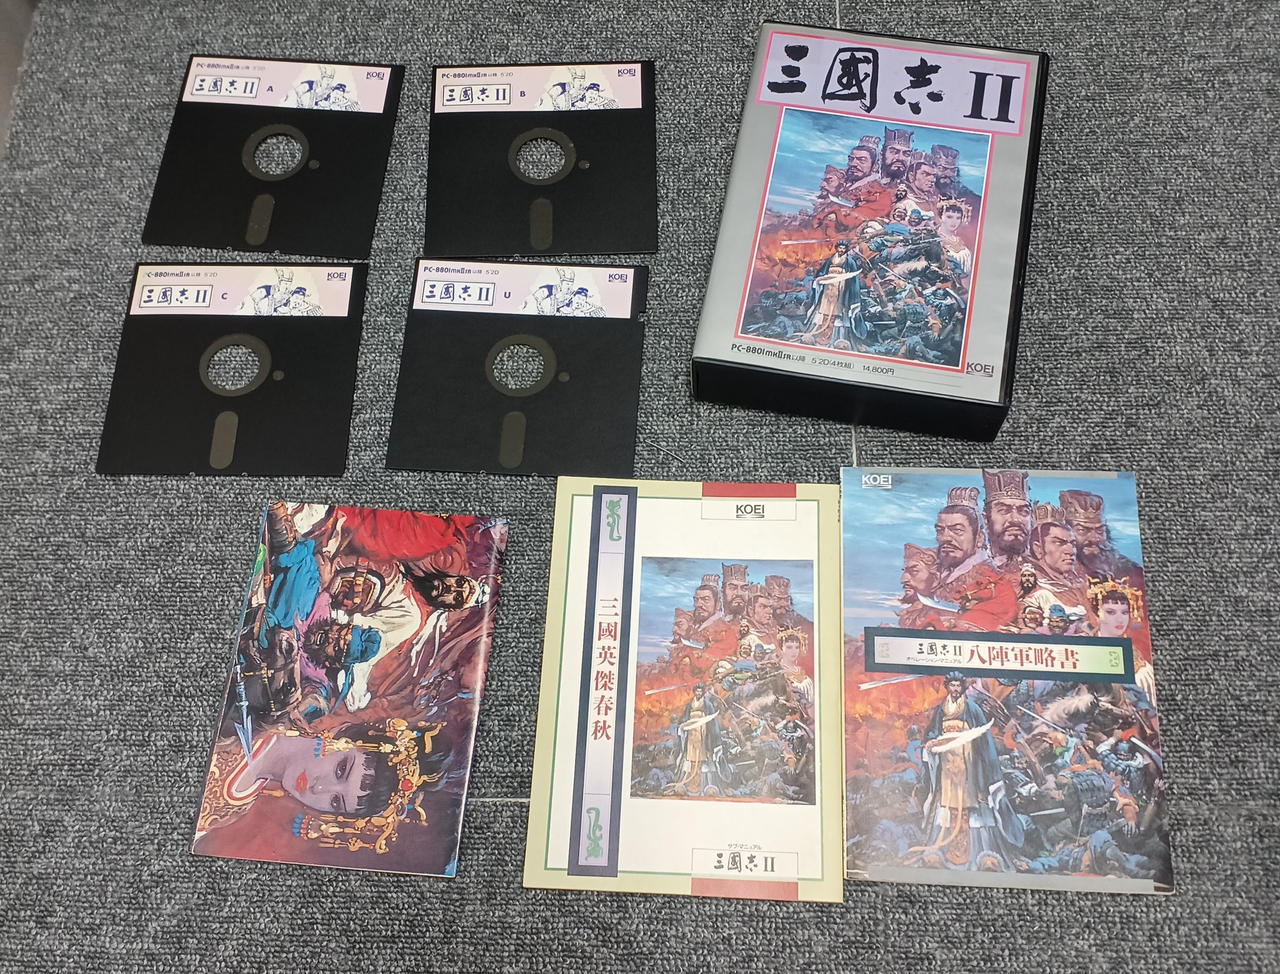 PC-8801mkIISR以降 5"2D
KOEI
三國志II A
PC-8801mkIISR以降 5"2D
KOEI
三國志II B
PC-8801mkIISR以降 5"2D
KOEI
三國志II C
PC-8801mkIISR以降 5"2D
KOEI
三國志II U
三國志 II
PC-8801mkIISR以降 5"2D(4枚組) 14,800円
KOEI
KOEI
三國英傑春秋
サブ・マニュアル
三國志II
KOEI
三國志II
オペレーション・マニュアル
八陣軍略書